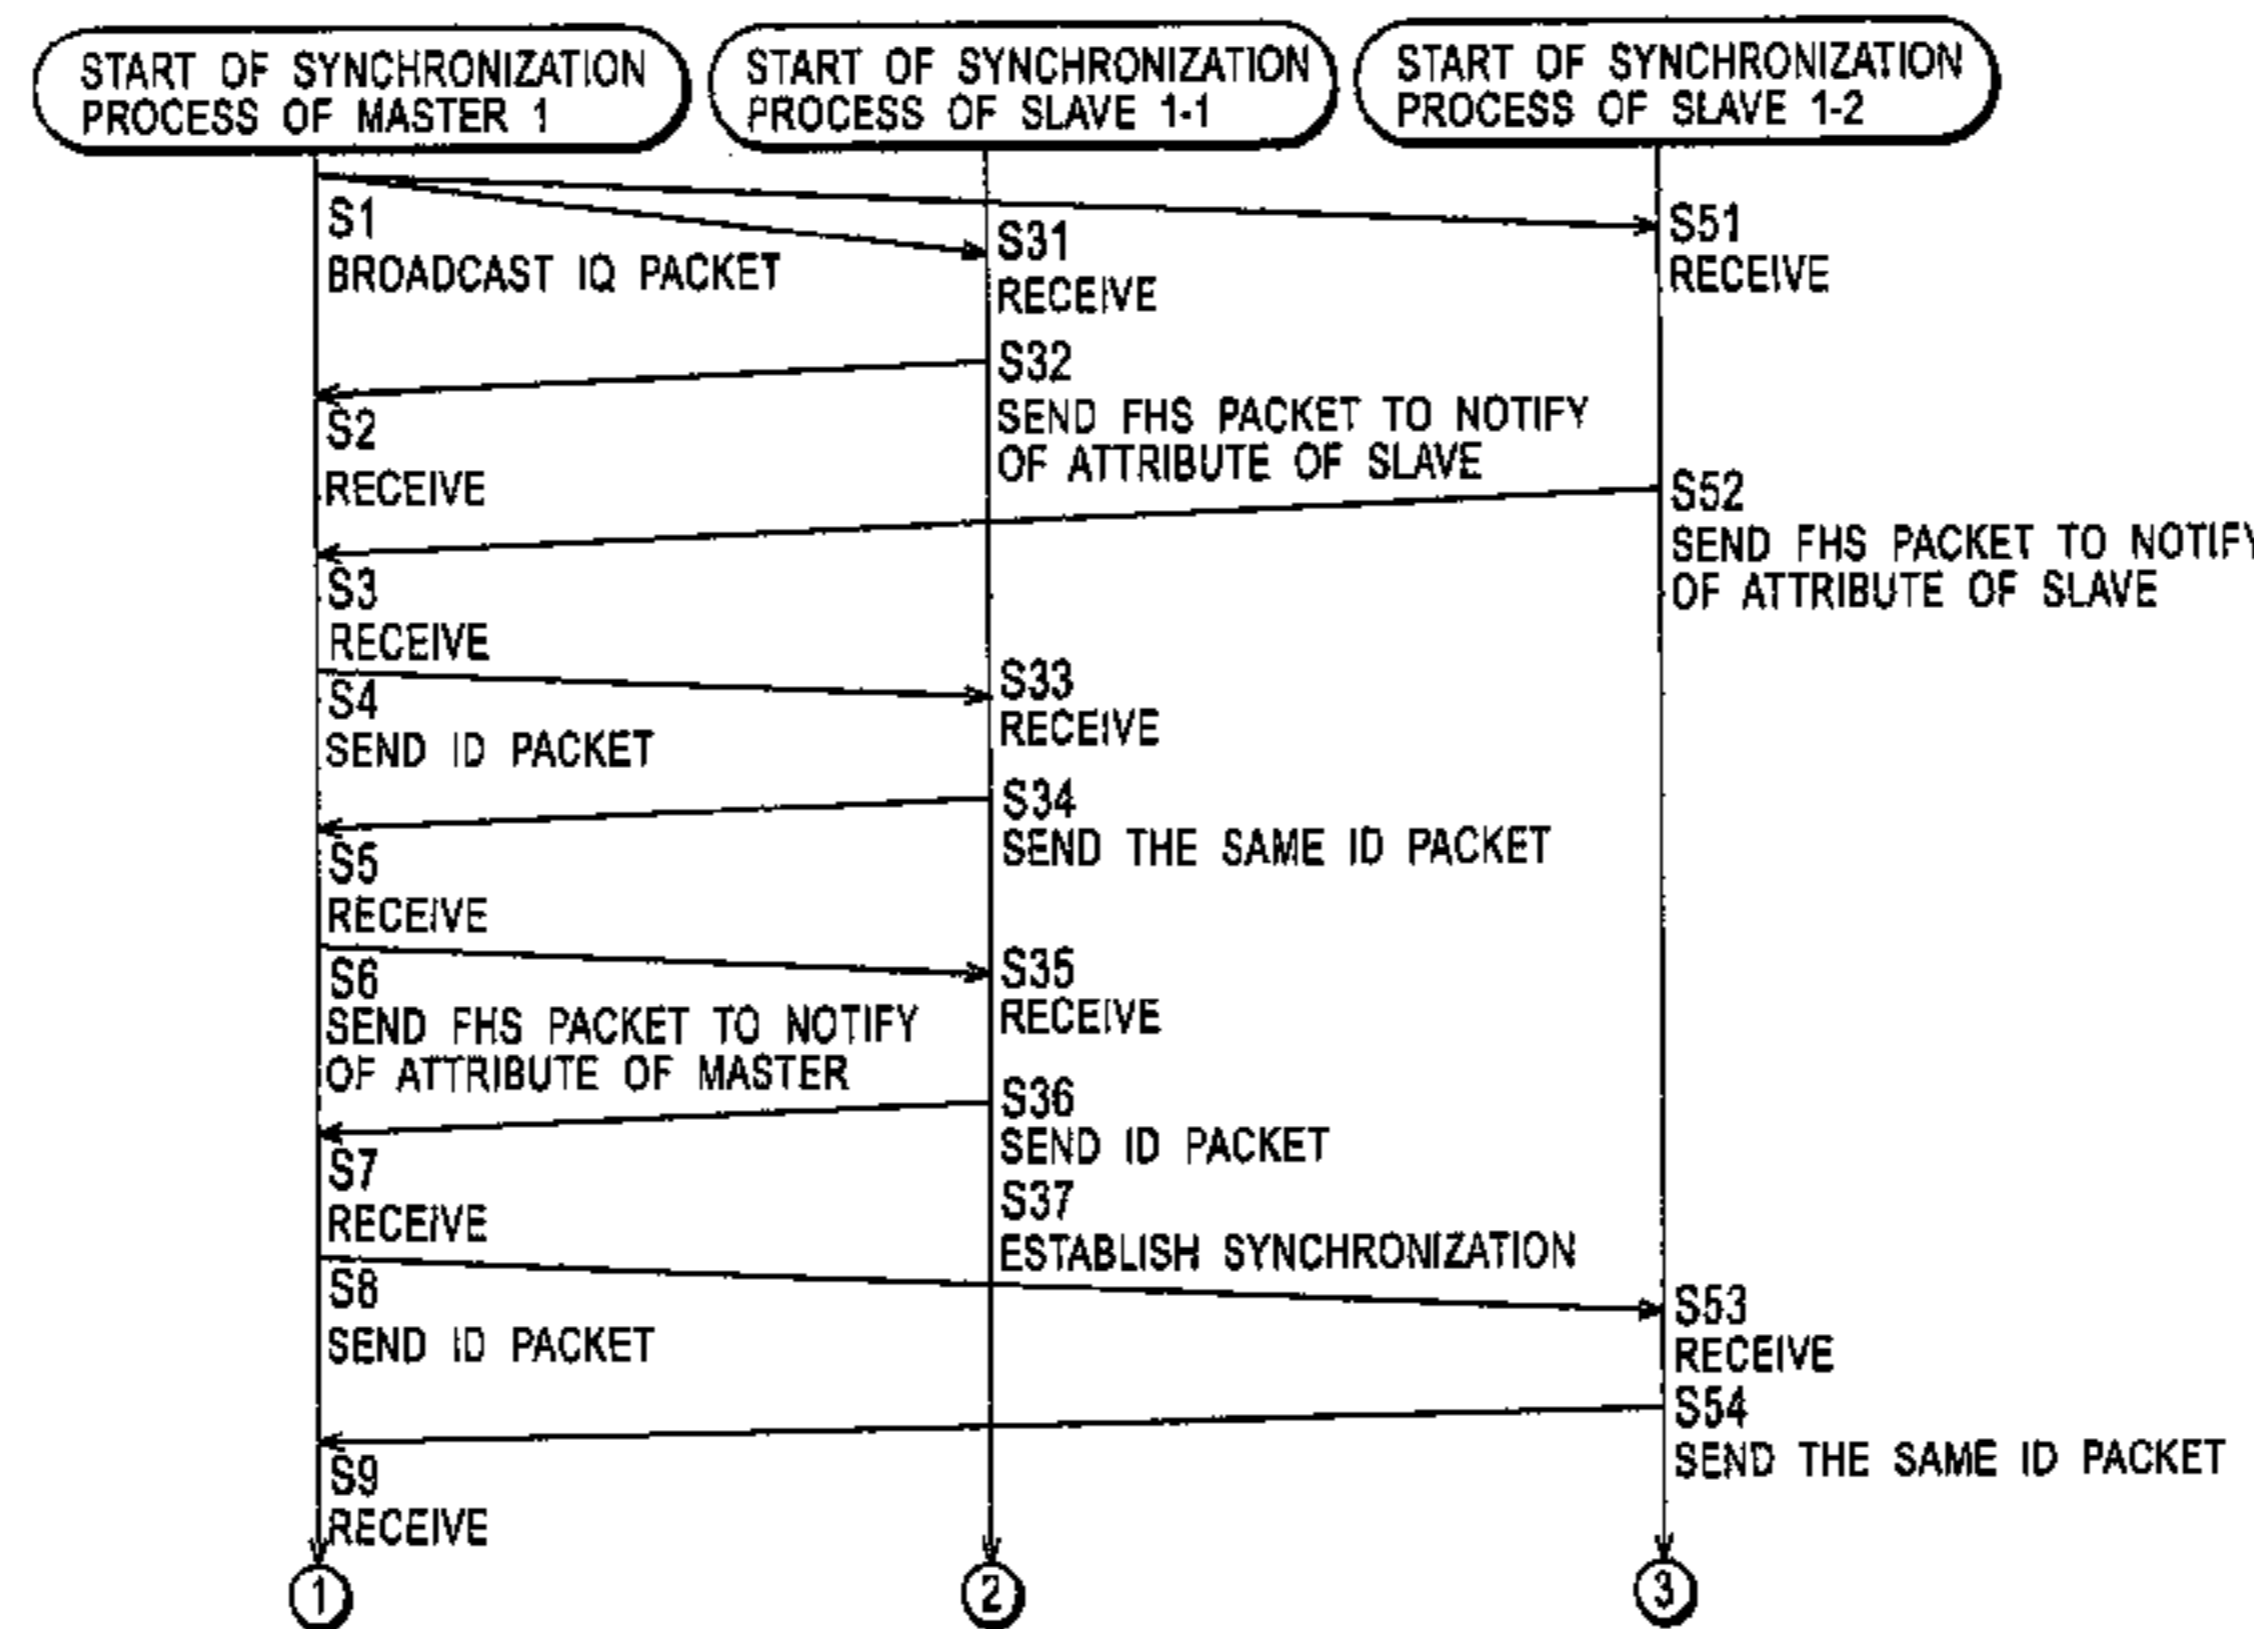 START OF SYNCHRONIZATION
PROCESS OF MASTER 1
START OF SYNCHRONIZATION
PROCESS OF SLAVE 1-1
START OF SYNCHRONIZATION
PROCESS OF SLAVE 1-2
S1
BROADCAST IQ PACKET
S31
RECEIVE
S51
RECEIVE
S32
SEND FHS PACKET TO NOTIFY
OF ATTRIBUTE OF SLAVE
S2
RECEIVE
S52
SEND FHS PACKET TO NOTIFY
OF ATTRIBUTE OF SLAVE
S3
RECEIVE
S4
SEND ID PACKET
S33
RECEIVE
S34
SEND THE SAME ID PACKET
S5
RECEIVE
S6
SEND FHS PACKET TO NOTIFY
OF ATTRIBUTE OF MASTER
S35
RECEIVE
S36
SEND ID PACKET
S7
RECEIVE
S37
ESTABLISH SYNCHRONIZATION
S8
SEND ID PACKET
S53
RECEIVE
S54
SEND THE SAME ID PACKET
S9
RECEIVE
1
2
3